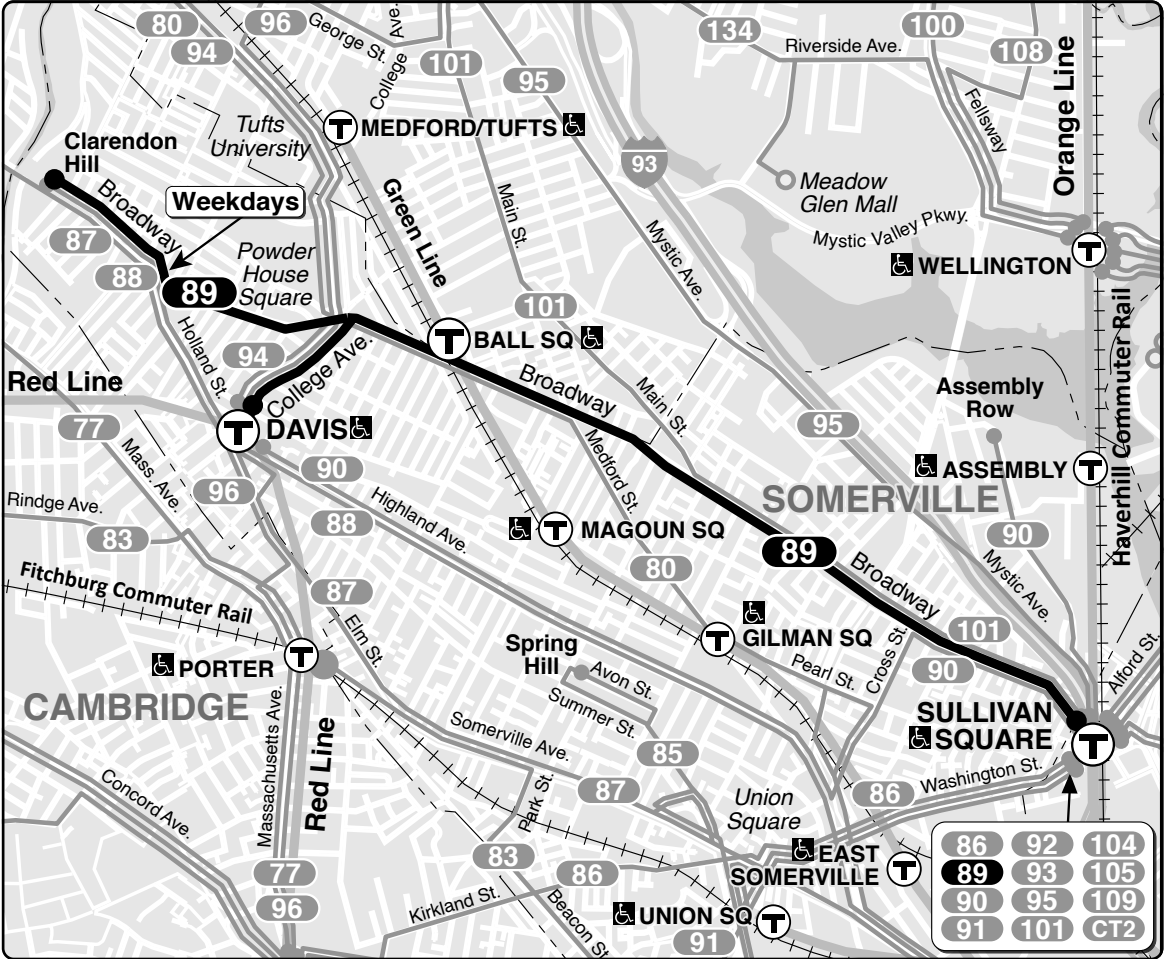 80
96
George St.
College Ave.
94
101
95
134
Riverside Ave.
100
108
Orange Line
Fellsway
Clarendon
Hill
Tufts
University
T
MEDFORD/TUFTS
93
Meadow
Glen Mall
Mystic Valley Pkwy.
Broadway
Weekdays
Green Line
Main St.
Mystic Ave.
T
WELLINGTON
87
88
89
Powder
House
Square
101
Haverhill Commuter Rail
Holland St.
94
College Ave.
T
BALL SQ
Broadway
Main St.
Assembly
Row
Red Line
77
Mass. Ave.
T
DAVIS
95
90
96
Medford St.
ASSEMBLY
T
SOMERVILLE
Rindge Ave.
83
88
Highland Ave.
T
MAGOUN SQ
89
90
Broadway
Mystic Ave.
80
Fitchburg Commuter Rail
87
Elm St.
T
GILMAN SQ
101
Cross St.
90
Alford St.
PORTER
T
Spring
Hill
Avon St.
Summer St.
Pearl St.
CAMBRIDGE
Massachusetts Ave.
Red Line
Somerville Ave.
85
SULLIVAN
SQUARE
T
Washington St.
86
Concord Ave.
Park St.
87
Union
Square
83
86
EAST
SOMERVILLE
T
77
96
Kirkland St.
Beacon St.
UNION SQ
T
91
86 92 104
89 93 105
90 95 109
91 101 CT2